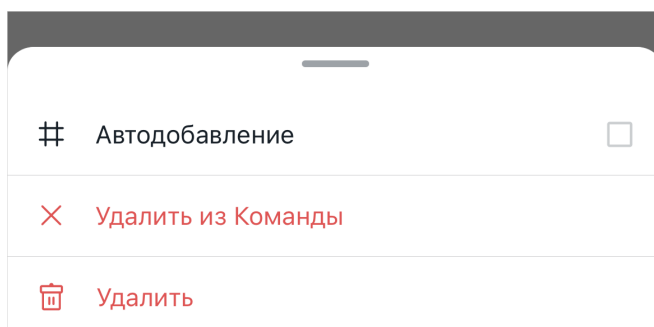 Автодобавление
Удалить из Команды
Удалить